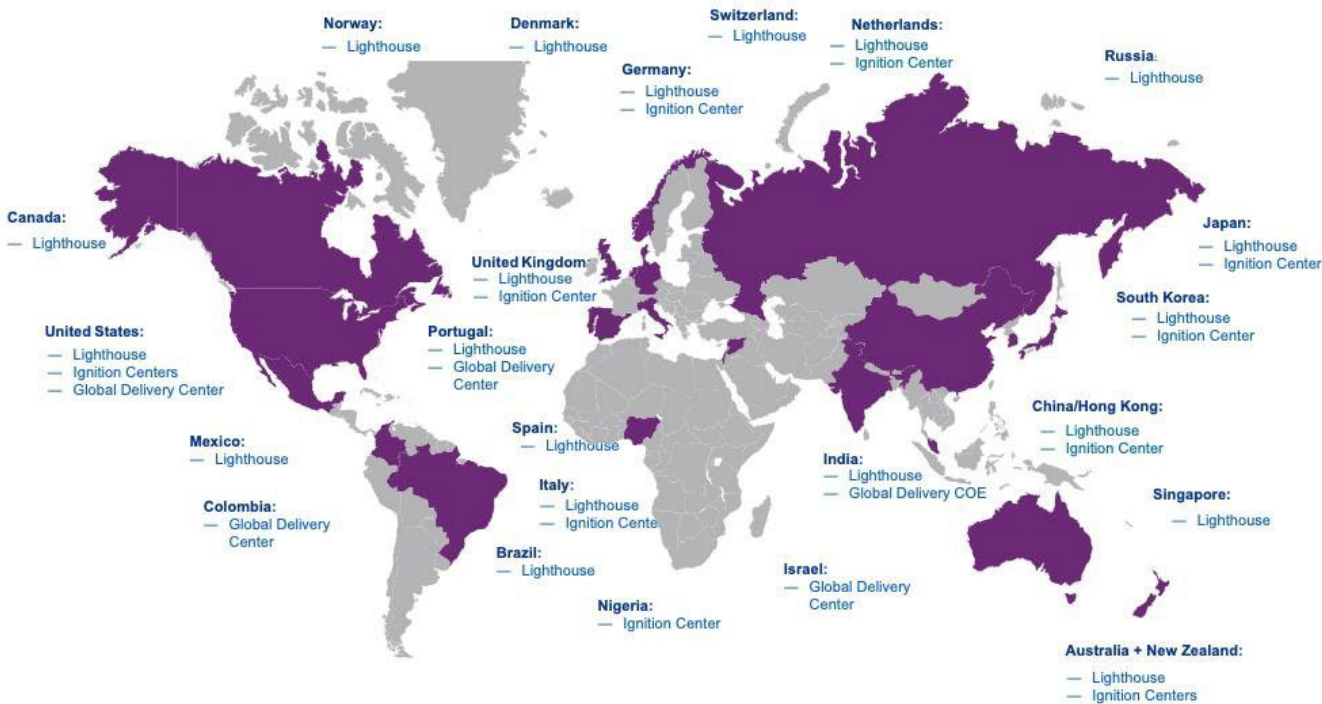 Norway:
— Lighthouse
Denmark:
— Lighthouse
Switzerland:
— Lighthouse
Netherlands:
— Lighthouse
— Ignition Center
Germany:
— Lighthouse
— Ignition Center
Russia:
— Lighthouse
Canada:
— Lighthouse
United Kingdom
— Lighthouse
— Ignition Center
Japan:
— Lighthouse
— Ignition Center
South Korea:
— Lighthouse
— Ignition Center
United States:
— Lighthouse
— Ignition Centers
— Global Delivery Center
Portugal:
— Lighthouse
— Global Delivery
Center
China/Hong Kong:
— Lighthouse
— Ignition Center
Mexico:
— Lighthouse
Spain:
— Lighthouse
India:
— Lighthouse
— Global Delivery COE
Colombia:
— Global Delivery
Center
Italy:
— Lighthouse
— Ignition Cente
Singapore:
— Lighthouse
Brazil:
— Lighthouse
Israel:
— Global Delivery
Center
Nigeria:
— Ignition Center
Australia + New Zealand:
— Lighthouse
— Ignition Centers